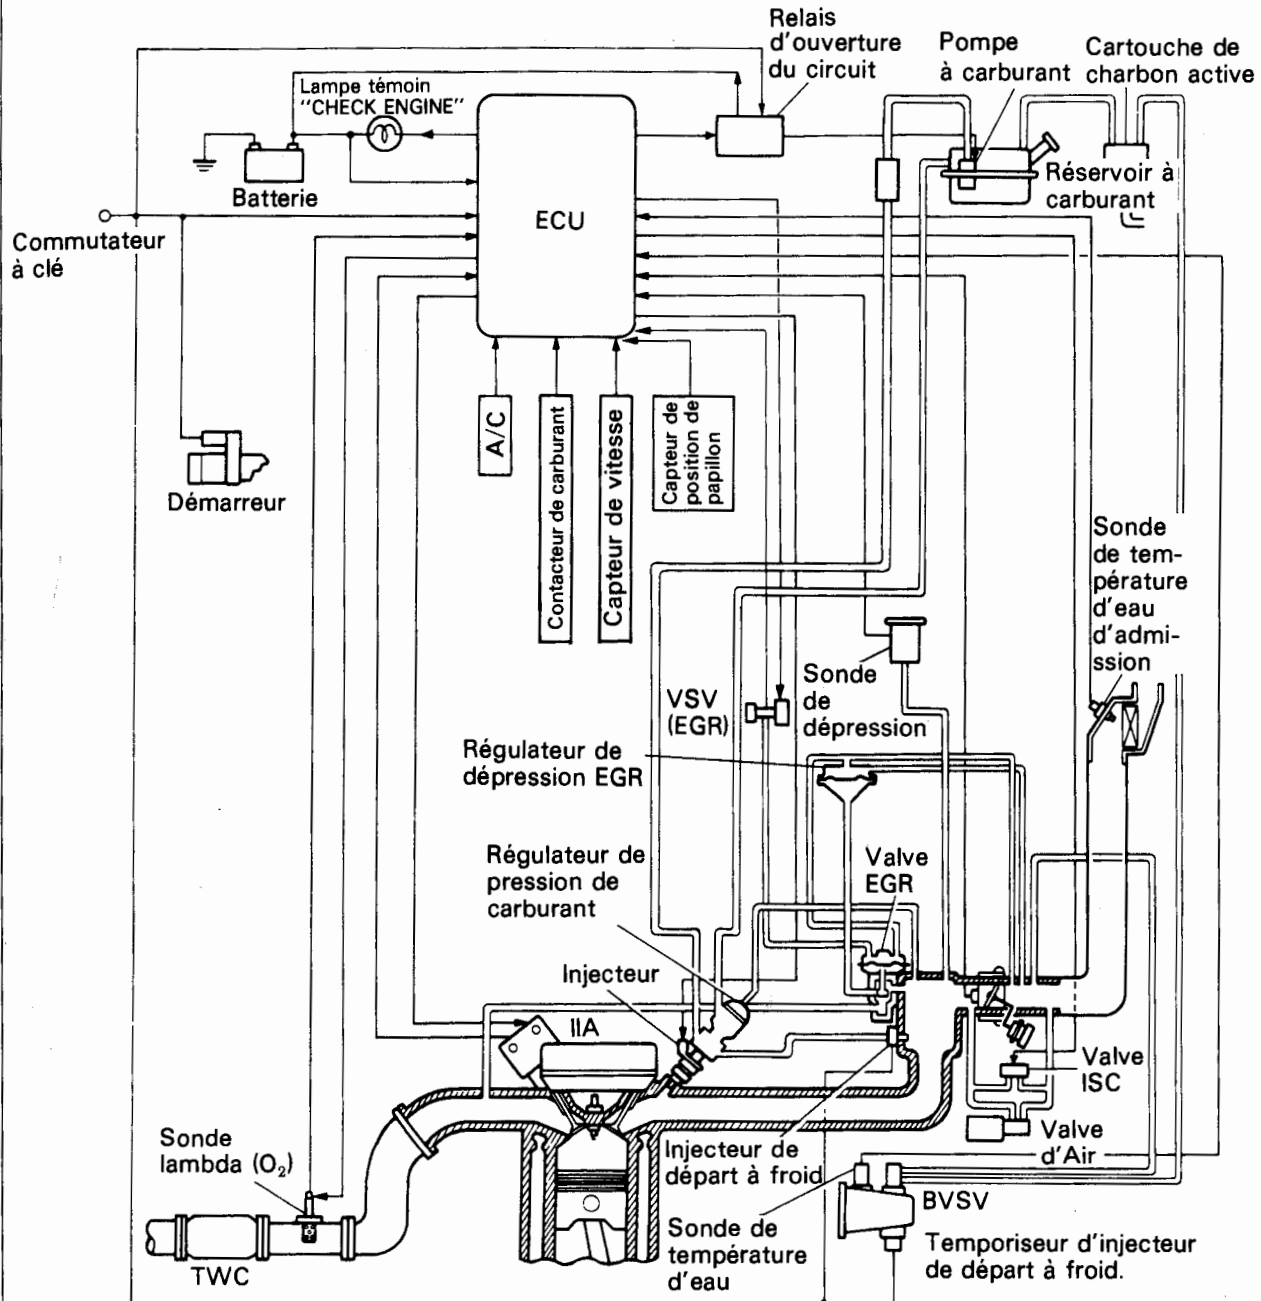 Relais
d'ouverture
du circuit
Pompe
à carburant
Cartouche de
charbon active
Lampe témoin
"CHECK ENGINE"
Batterie
ECU
Réservoir à
carburant
Commutateur
à clé
A/C
Contacteur de carburant
Capteur de vitesse
Capteur de
position de
papillon
Démarreur
Sonde
de tem-
pérature
d'eau
d'admi-
ssion
Sonde
de
dépression
VSV
(EGR)
Régulateur de
dépression EGR
Régulateur de
pression de
carburant
Valve
EGR
Injecteur
IIA
Valve
ISC
Valve
d'Air
Sonde
lambda (O₂)
Injecteur de
départ à froid
BVSV
Sonde de
température
d'eau
Temporiseur d'injecteur
de départ à froid.
TWC